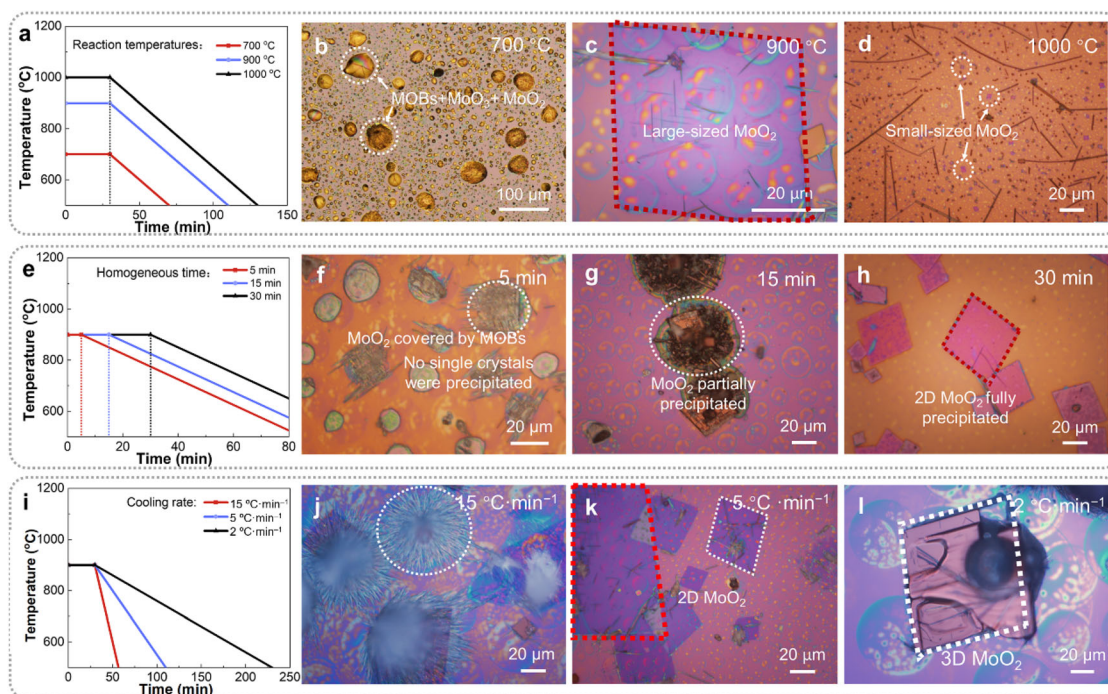 a
Reaction temperatures:
700 °C
900 °C
1000 °C
1200
1000
800
600
Temperature (°C)
0 50 100 150
Time (min)
b
700 °C
MOBs+MoO3+MoO2
100 μm
c
900 °C
Large-sized MoO2
20 μm
d
1000 °C
Small-sized MoO2
20 μm
e
Homogeneous time:
5 min
15 min
30 min
1200
1000
800
600
Temperature (°C)
0 20 40 60 80
Time (min)
f
5 min
MoO2 covered by MOBs
No single crystals
were precipitated
20 μm
g
15 min
MoO2 partially
precipitated
20 μm
h
30 min
2D MoO2 fully
precipitated
20 μm
i
Cooling rate:
15 °C·min⁻¹
5 °C·min⁻¹
2 °C·min⁻¹
1200
1000
800
600
Temperature (°C)
0 50 100 150 200 250
Time (min)
j
15 °C·min⁻¹
20 μm
k
5 °C·min⁻¹
2D MoO2
20 μm
l
2 °C·min⁻¹
3D MoO2
20 μm